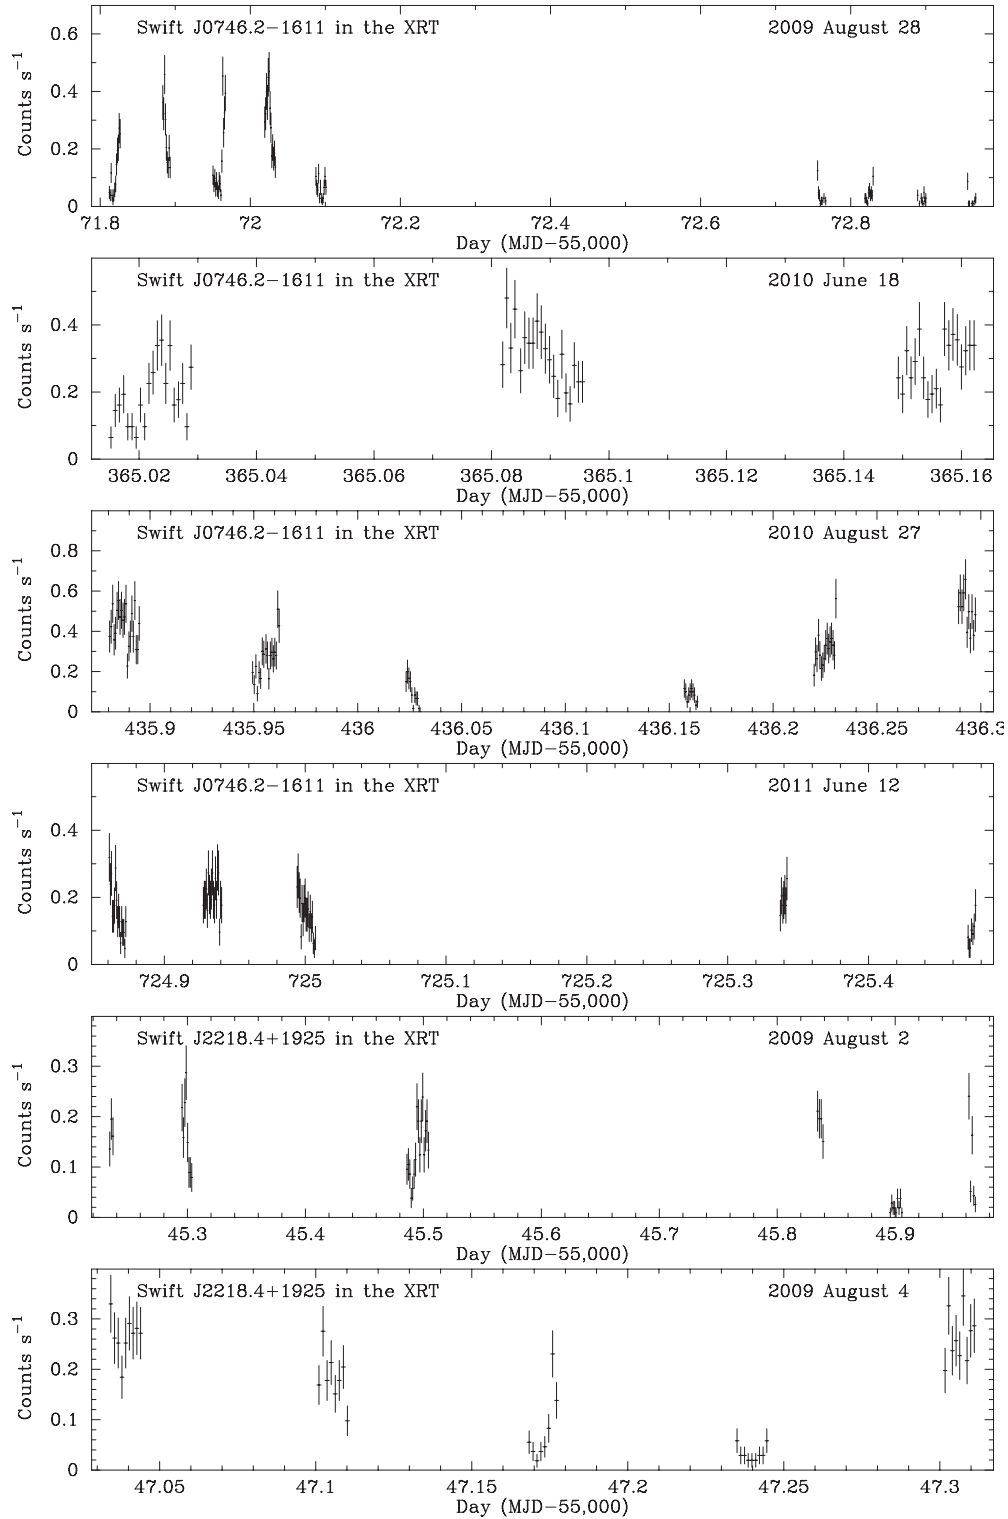 Swift J0746.2−1611 in the XRT 2009 August 28
Counts s−1
0.6
0.4
0.2
0
71.8 72 72.2 72.4 72.6 72.8
Day (MJD−55,000)
Swift J0746.2−1611 in the XRT 2010 June 18
Counts s−1
0.4
0.2
0
365.02 365.04 365.06 365.08 365.1 365.12 365.14 365.16
Day (MJD−55,000)
Swift J0746.2−1611 in the XRT 2010 August 27
Counts s−1
0.8
0.6
0.4
0.2
0
435.9 435.95 436 436.05 436.1 436.15 436.2 436.25 436.3
Day (MJD−55,000)
Swift J0746.2−1611 in the XRT 2011 June 12
Counts s−1
0.4
0.2
0
724.9 725 725.1 725.2 725.3 725.4
Day (MJD−55,000)
Swift J2218.4+1925 in the XRT 2009 August 2
Counts s−1
0.3
0.2
0.1
0
45.3 45.4 45.5 45.6 45.7 45.8 45.9
Day (MJD−55,000)
Swift J2218.4+1925 in the XRT 2009 August 4
Counts s−1
0.3
0.2
0.1
0
47.05 47.1 47.15 47.2 47.25 47.3
Day (MJD−55,000)